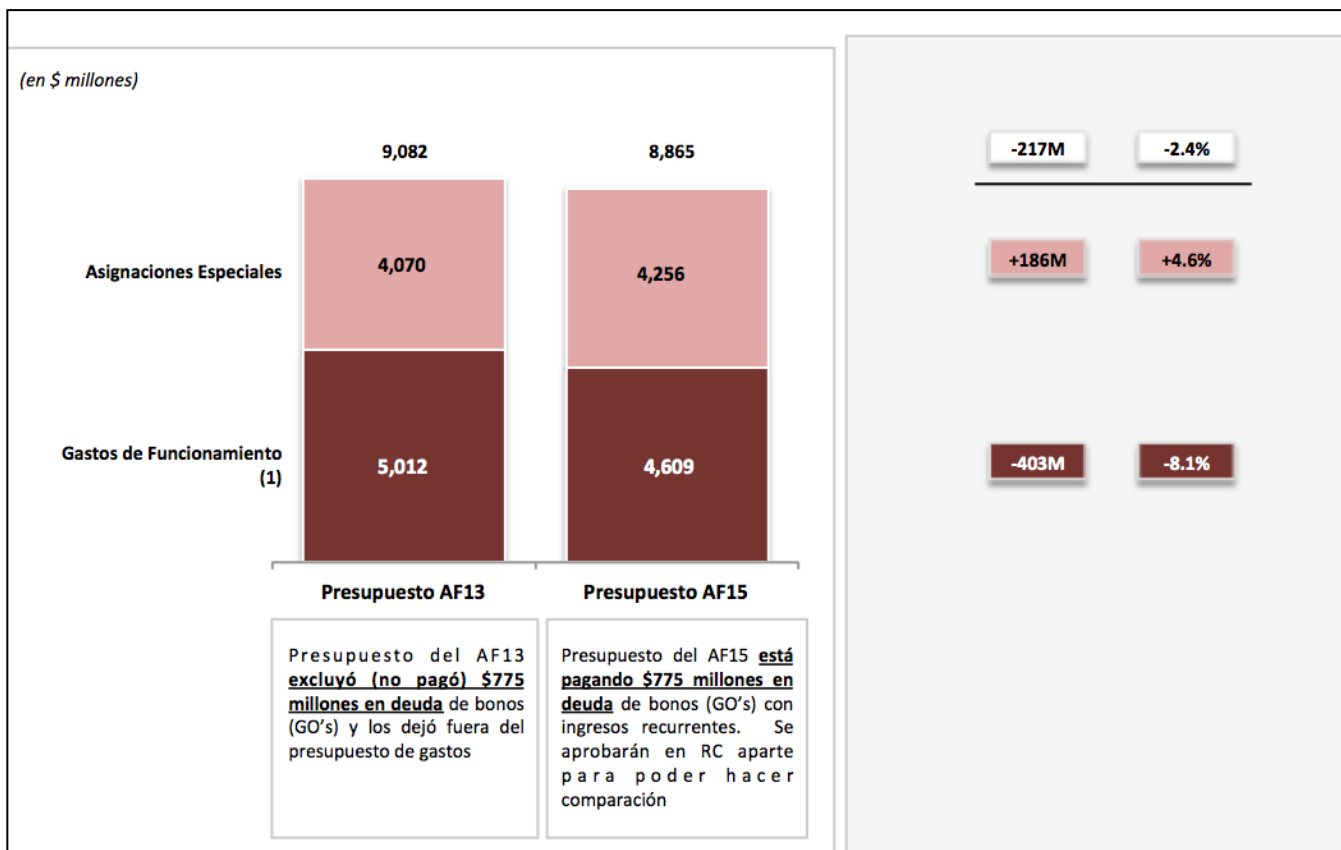 (en $ millones)
9,082
8,865
-217M
-2.4%
Asignaciones Especiales
4,070
4,256
+186M
+4.6%
Gastos de Funcionamiento
(1)
5,012
4,609
-403M
-8.1%
Presupuesto AF13
Presupuesto AF15
Presupuesto del AF13
excluyó (no pagó) $775
millones en deuda de bonos
(GO's) y los dejó fuera del
presupuesto de gastos
Presupuesto del AF15 está
pagando $775 millones en
deuda de bonos (GO's) con
ingresos recurrentes. Se
aprobarán en RC aparte
para poder hacer
comparación